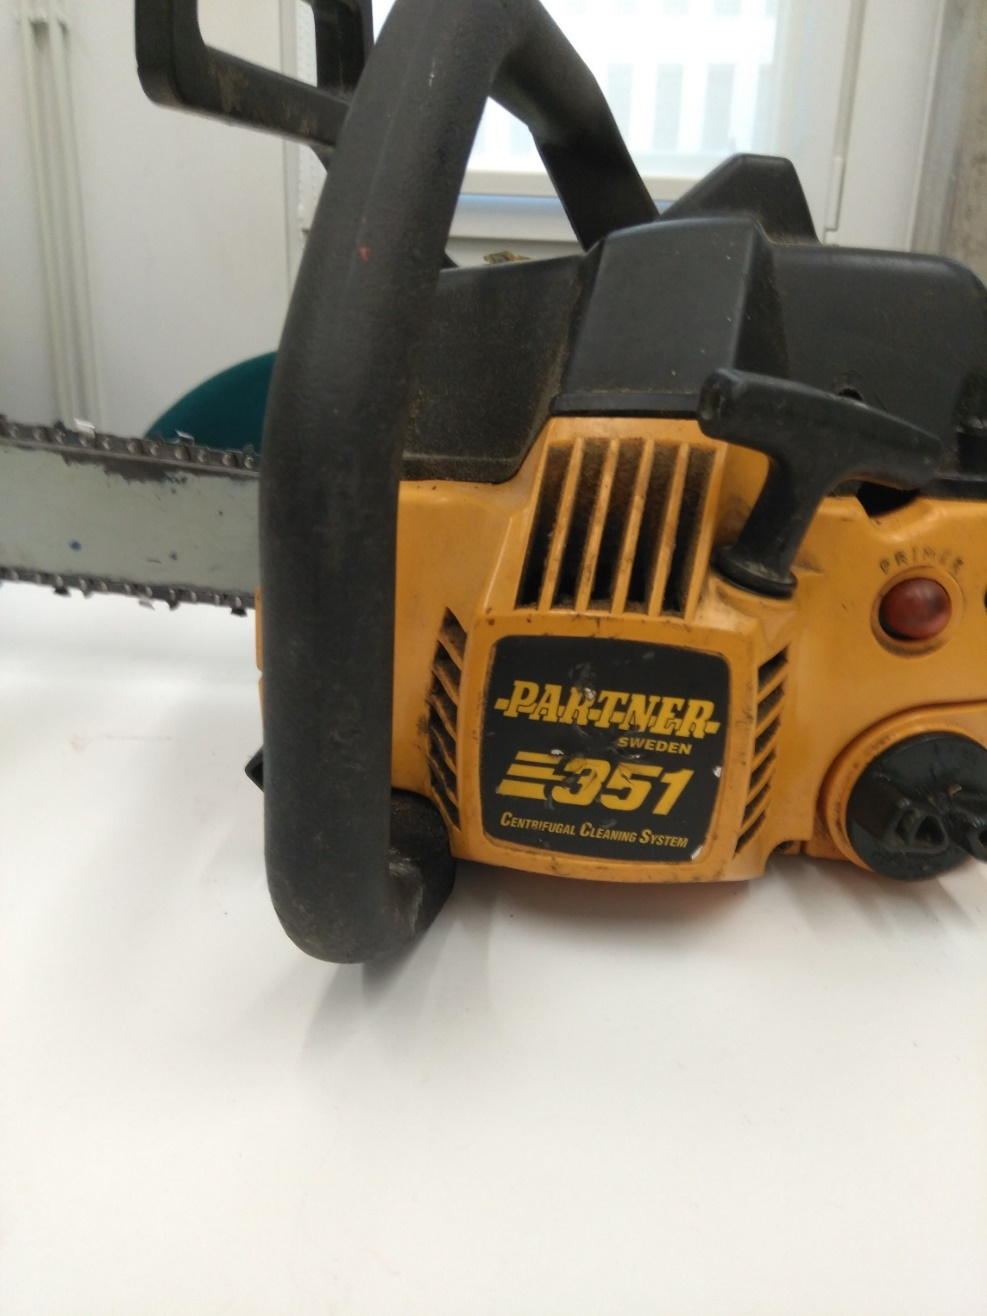 PRIMER
PARTNER
SWEDEN
351
CENTRIFUGAL CLEANING SYSTEM